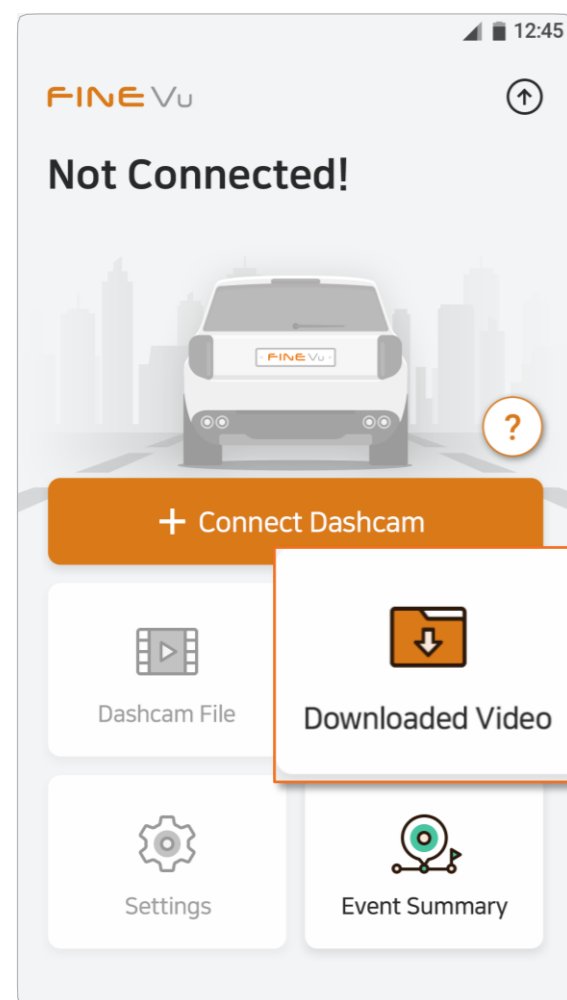 12:45
FINE Vu
Not Connected!
FINE Vu
?
+ Connect Dashcam
Dashcam File
Downloaded Video
Settings
Event Summary